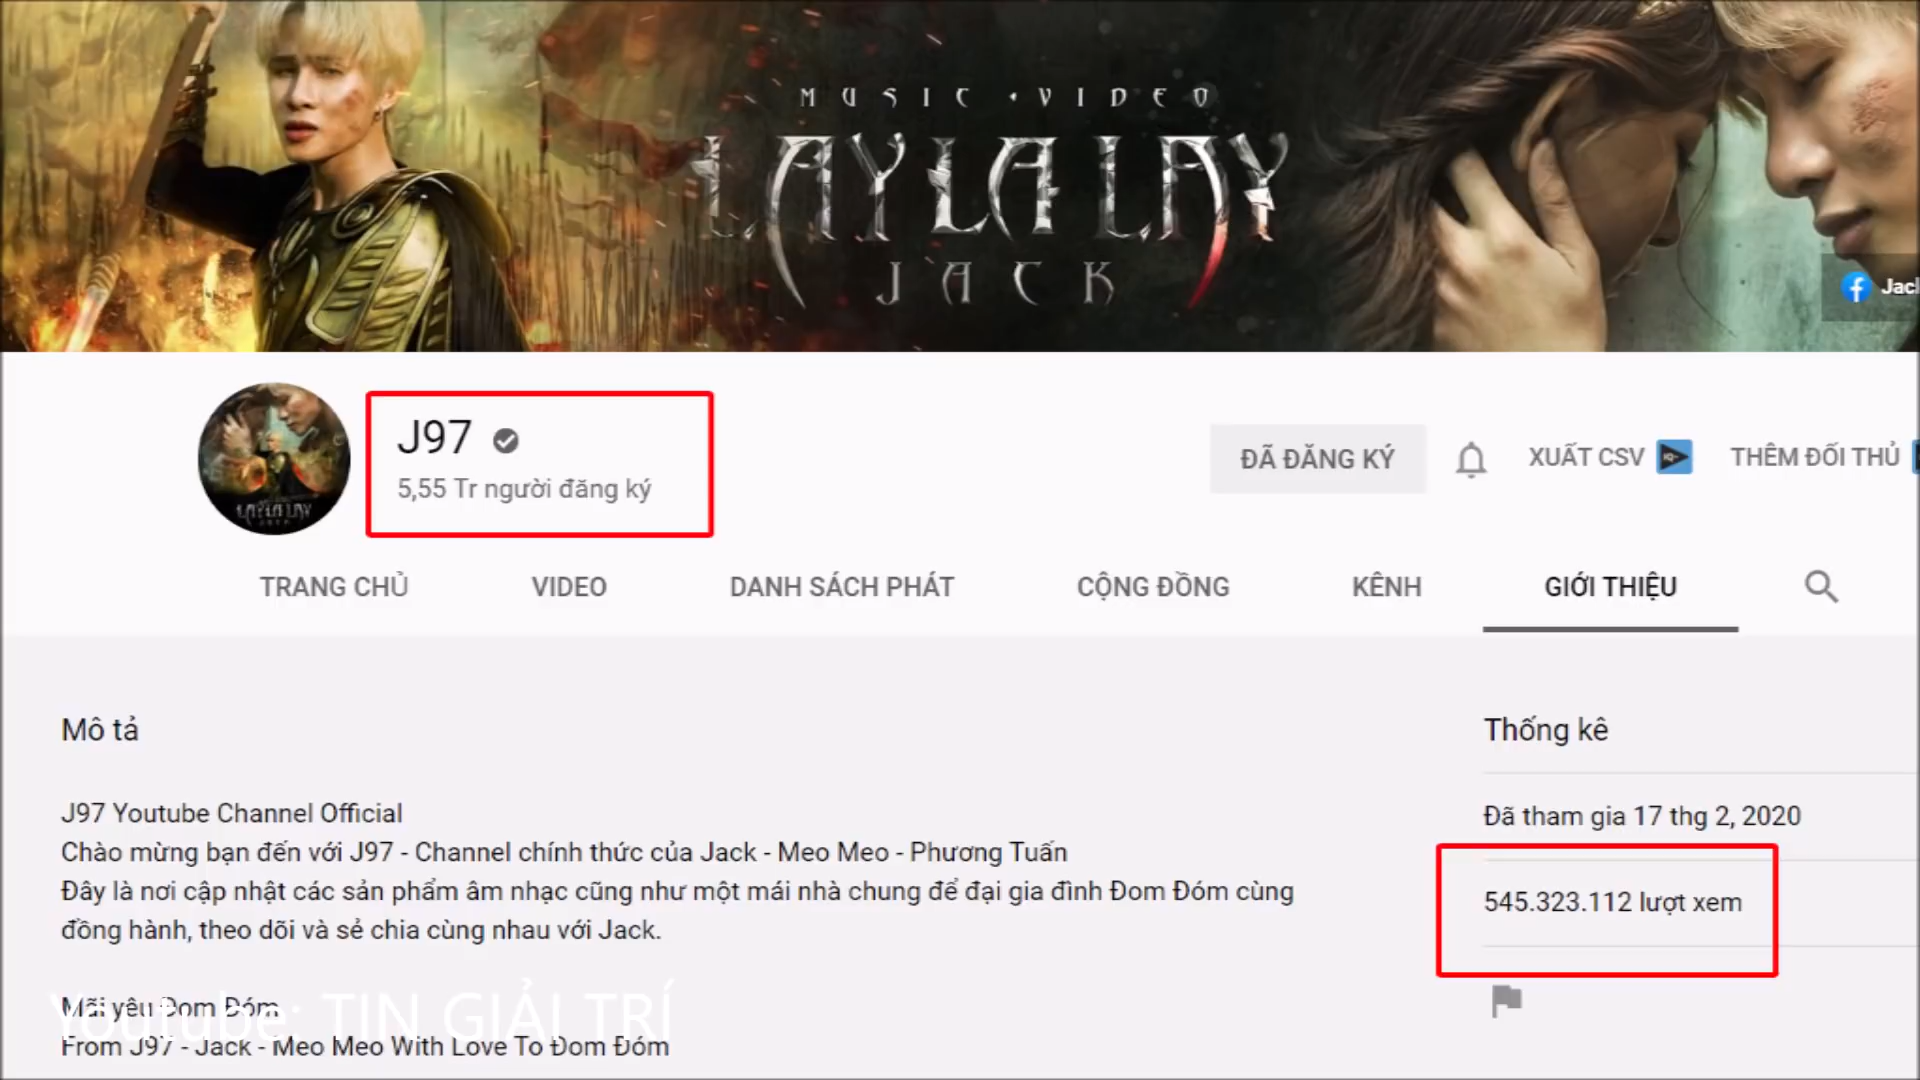 MUSIC · VIDEO
LAYLALAY
JACK
Jack
J97
5,55 Tr người đăng ký
ĐÃ ĐĂNG KÝ
XUẤT CSV
THÊM ĐỐI THỦ
TRANG CHỦ
VIDEO
DANH SÁCH PHÁT
CỘNG ĐỒNG
KÊNH
GIỚI THIỆU
Mô tả
Thống kê
J97 Youtube Channel Official
Chào mừng bạn đến với J97 - Channel chính thức của Jack - Meo Meo - Phương Tuấn
Đây là nơi cập nhật các sản phẩm âm nhạc cũng như một mái nhà chung để đại gia đình Đom Đóm cùng
đồng hành, theo dõi và sẻ chia cùng nhau với Jack.
Đã tham gia 17 thg 2, 2020
545.323.112 lượt xem
Mãi yêu Đom Đóm
Youtube: TIN GIẢI TRÍ
From J97 - Jack - Meo Meo With Love To Đom Đóm